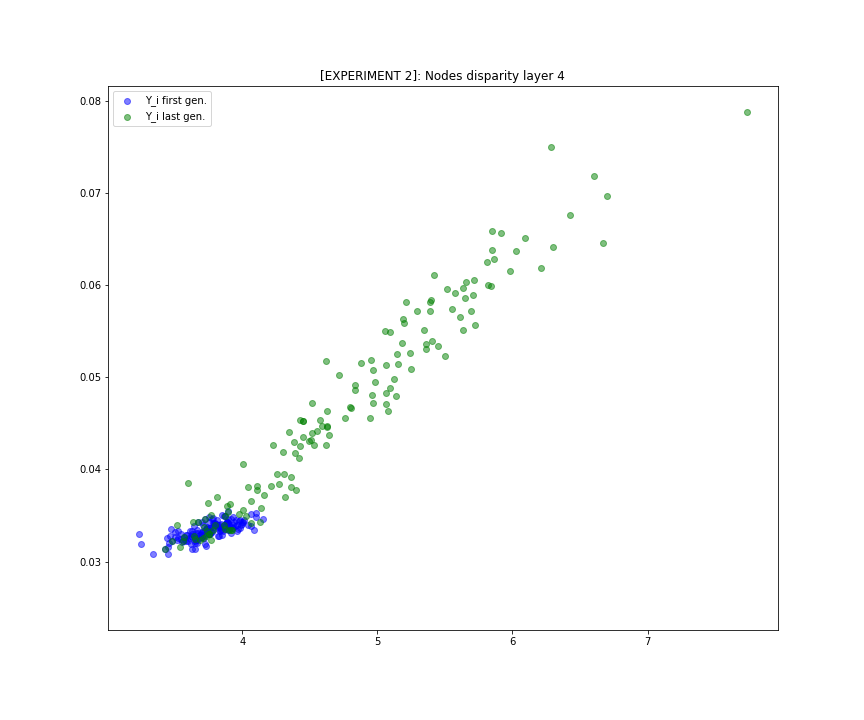 [EXPERIMENT 2]: Nodes disparity layer 4
Y_i first gen.
Y_i last gen.
0.08
0.07
0.06
0.05
0.04
0.03
4 5 6 7